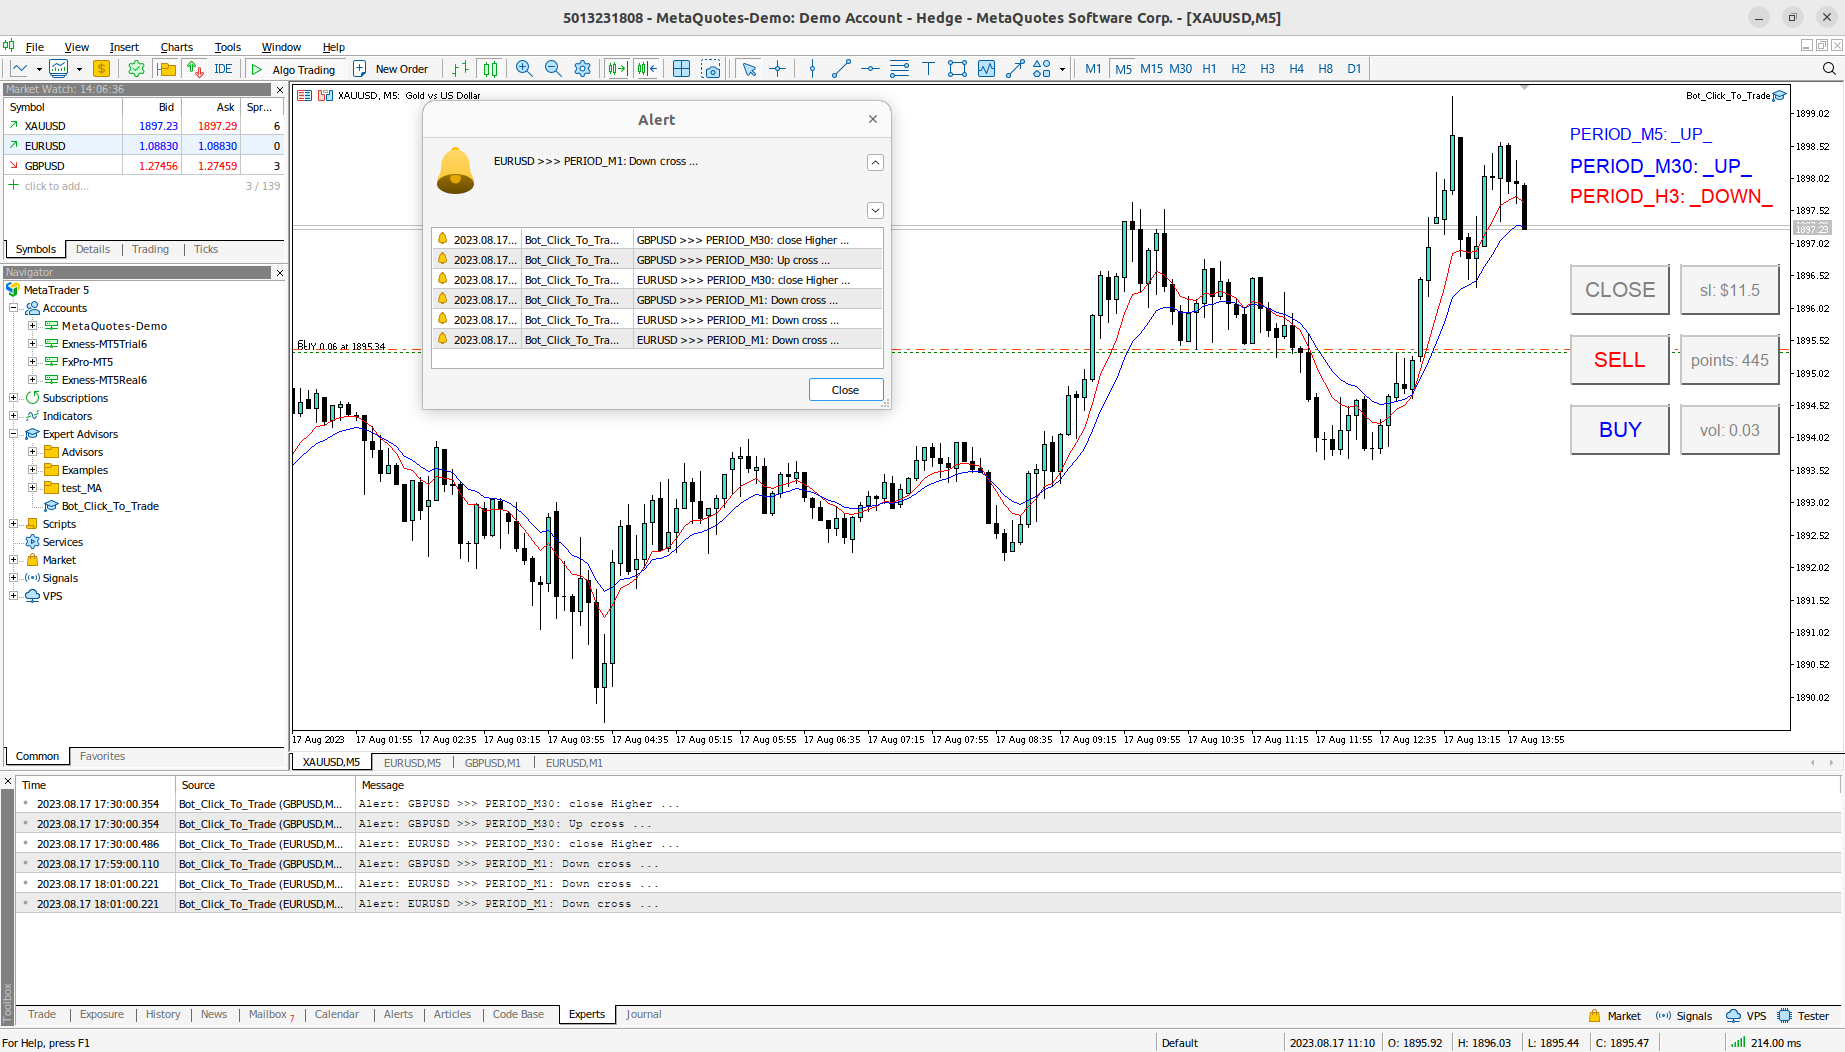 5013231808 - MetaQuotes-Demo: Demo Account - Hedge - MetaQuotes Software Corp. - [XAUUSD,M5]
File View Insert Charts Tools Window Help
IDE Algo Trading New Order M1 M5 M15 M30 H1 H2 H3 H4 H8 D1
Market Watch: 14:06:36
Symbol Bid Ask Spr...
XAUUSD 1897.23 1897.29 6
EURUSD 1.08830 1.08830 0
GBPUSD 1.27456 1.27459 3
click to add... 3 / 139
Symbols Details Trading Ticks
Navigator
MetaTrader 5
Accounts
MetaQuotes-Demo
Exness-MT5Trial6
FxPro-MT5
Exness-MT5Real6
Subscriptions
Indicators
Expert Advisors
Advisors
Examples
test_MA
Bot_Click_To_Trade
Scripts
Services
Market
Signals
VPS
Common Favorites
XAUUSD, M5: Gold vs US Dollar
Bot_Click_To_Trade
Alert
EURUSD >>> PERIOD_M1: Down cross ...
2023.08.17... Bot_Click_To_Tra... GBPUSD >>> PERIOD_M30: close Higher ...
2023.08.17... Bot_Click_To_Tra... GBPUSD >>> PERIOD_M30: Up cross ...
2023.08.17... Bot_Click_To_Tra... EURUSD >>> PERIOD_M30: close Higher ...
2023.08.17... Bot_Click_To_Tra... GBPUSD >>> PERIOD_M1: Down cross ...
2023.08.17... Bot_Click_To_Tra... EURUSD >>> PERIOD_M1: Down cross ...
2023.08.17... Bot_Click_To_Tra... EURUSD >>> PERIOD_M1: Down cross ...
Close
BUY 0.06 at 1895.34
PERIOD_M5: _UP_
PERIOD_M30: _UP_
PERIOD_H3: _DOWN_
CLOSE sl: $11.5
SELL points: 445
BUY vol: 0.03
1899.02
1898.52
1898.02
1897.52
1897.23
1897.02
1896.52
1896.02
1895.52
1895.02
1894.52
1894.02
1893.52
1893.02
1892.52
1892.02
1891.52
1891.02
1890.52
1890.02
17 Aug 2023 17 Aug 01:55 17 Aug 02:35 17 Aug 03:15 17 Aug 03:55 17 Aug 04:35 17 Aug 05:15 17 Aug 05:55 17 Aug 06:35 17 Aug 07:15 17 Aug 07:55 17 Aug 08:35 17 Aug 09:15 17 Aug 09:55 17 Aug 10:35 17 Aug 11:15 17 Aug 11:55 17 Aug 12:35 17 Aug 13:15 17 Aug 13:55
XAUUSD,M5 EURUSD,M5 GBPUSD,M1 EURUSD,M1
Time Source Message
2023.08.17 17:30:00.354 Bot_Click_To_Trade (GBPUSD,M... Alert: GBPUSD >>> PERIOD_M30: close Higher ...
2023.08.17 17:30:00.354 Bot_Click_To_Trade (GBPUSD,M... Alert: GBPUSD >>> PERIOD_M30: Up cross ...
2023.08.17 17:30:00.486 Bot_Click_To_Trade (EURUSD,M... Alert: EURUSD >>> PERIOD_M30: close Higher ...
2023.08.17 17:59:00.110 Bot_Click_To_Trade (GBPUSD,M... Alert: GBPUSD >>> PERIOD_M1: Down cross ...
2023.08.17 18:01:00.221 Bot_Click_To_Trade (EURUSD,M... Alert: EURUSD >>> PERIOD_M1: Down cross ...
2023.08.17 18:01:00.221 Bot_Click_To_Trade (EURUSD,M... Alert: EURUSD >>> PERIOD_M1: Down cross ...
Toolbox
Trade Exposure History News Mailbox 7 Calendar Alerts Articles Code Base Experts Journal
Market Signals VPS Tester
For Help, press F1 Default 2023.08.17 11:10 O: 1895.92 H: 1896.03 L: 1895.44 C: 1895.47 214.00 ms